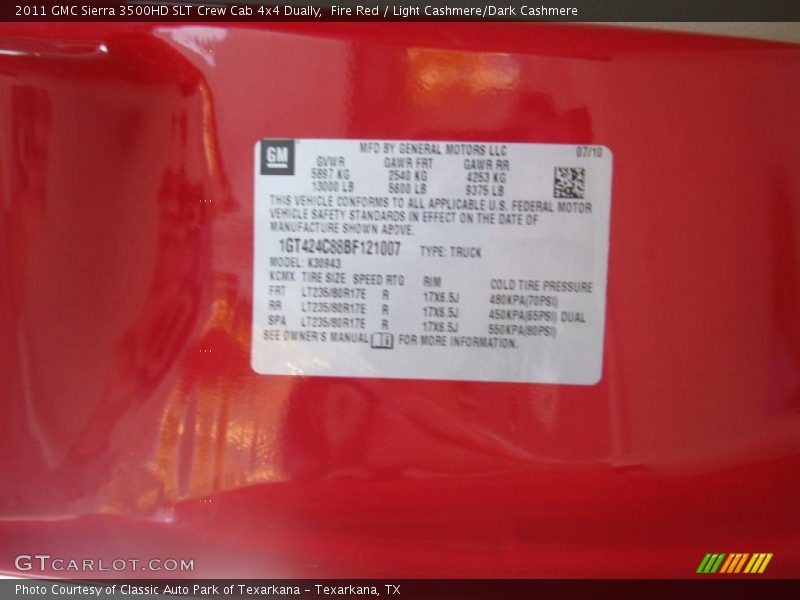 2011 GMC Sierra 3500HD SLT Crew Cab 4x4 Dually, Fire Red / Light Cashmere/Dark Cashmere
GM MFD BY GENERAL MOTORS LLC 07/10
GVWR GAWR FRT GAWR RR
5897 KG 2540 KG 4253 KG
13000 LB 5600 LB 9375 LB
THIS VEHICLE CONFORMS TO ALL APPLICABLE U.S. FEDERAL MOTOR
VEHICLE SAFETY STANDARDS IN EFFECT ON THE DATE OF
MANUFACTURE SHOWN ABOVE.
1GT424C88BF121007 TYPE: TRUCK
MODEL: K30943
KCMX TIRE SIZE SPEED RTG RIM COLD TIRE PRESSURE
FRT LT235/80R17E R 17X6.5J 480KPA(70PSI)
RR LT235/80R17E R 17X6.5J 450KPA(65PSI) DUAL
SPA LT235/80R17E R 17X6.5J 550KPA(80PSI)
SEE OWNER'S MANUAL FOR MORE INFORMATION.
GTCARLOT.COM
Photo Courtesy of Classic Auto Park of Texarkana - Texarkana, TX